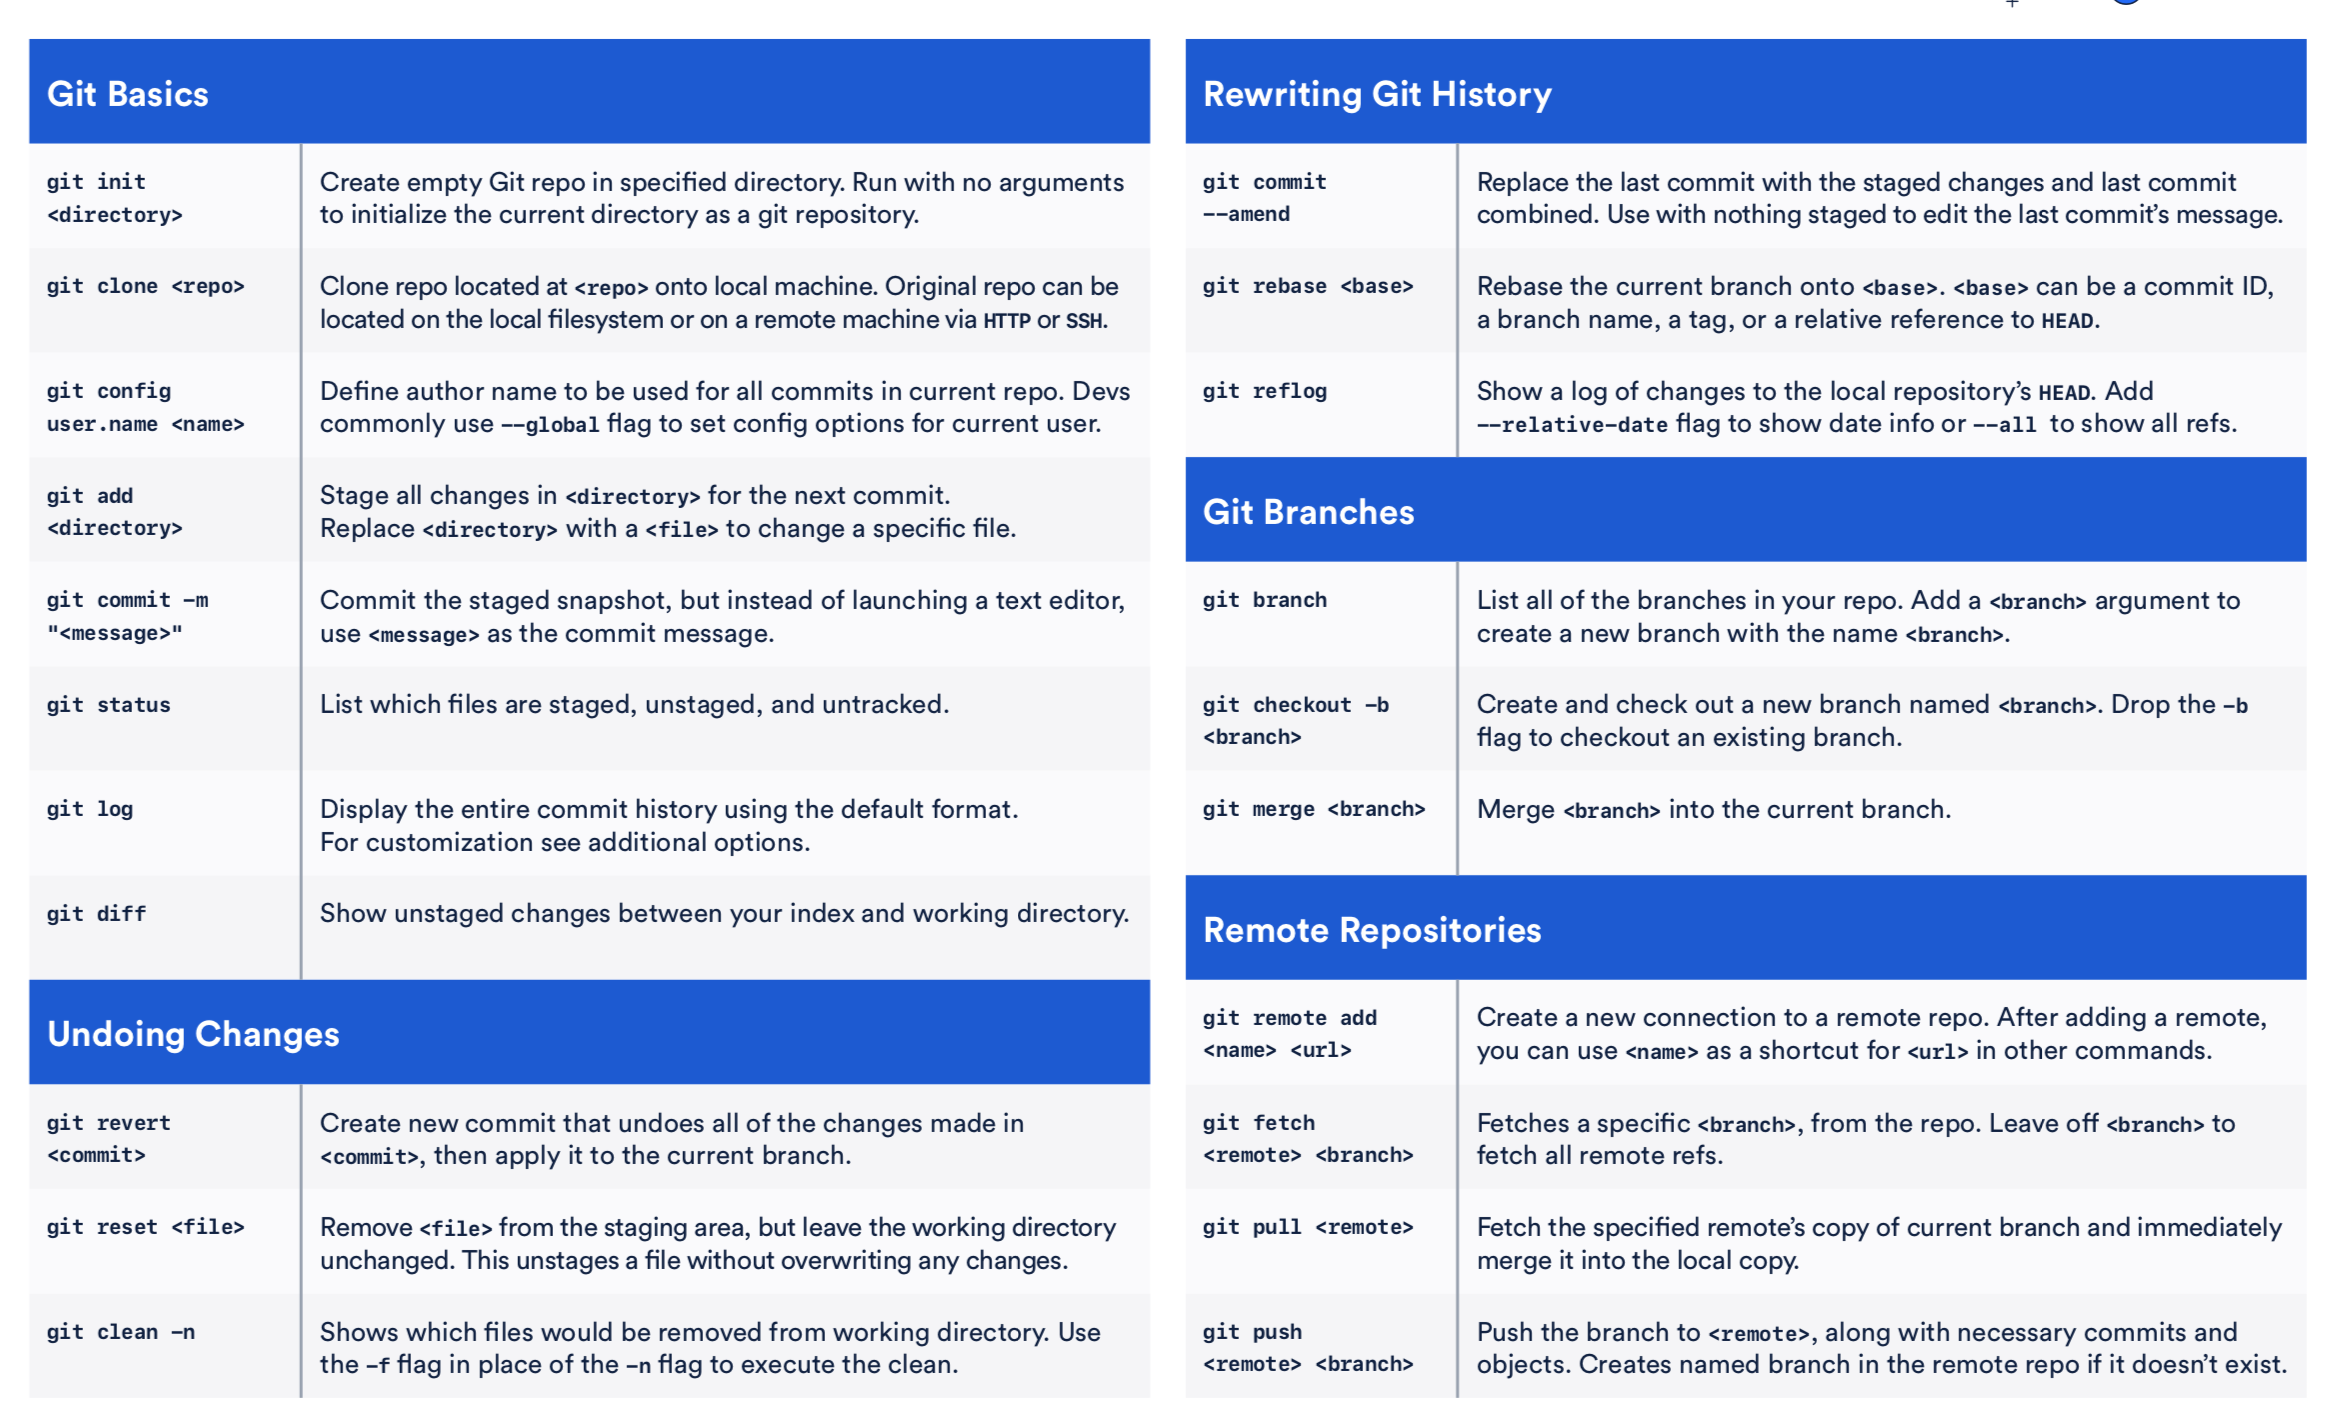 Git Basics
git init
<directory>
Create empty Git repo in specified directory. Run with no arguments
to initialize the current directory as a git repository.
git clone <repo>
Clone repo located at <repo> onto local machine. Original repo can be
located on the local filesystem or on a remote machine via HTTP or SSH.
git config
user.name <name>
Define author name to be used for all commits in current repo. Devs
commonly use --global flag to set config options for current user.
git add
<directory>
Stage all changes in <directory> for the next commit.
Replace <directory> with a <file> to change a specific file.
git commit -m
"<message>"
Commit the staged snapshot, but instead of launching a text editor,
use <message> as the commit message.
git status
List which files are staged, unstaged, and untracked.
git log
Display the entire commit history using the default format.
For customization see additional options.
git diff
Show unstaged changes between your index and working directory.
Undoing Changes
git revert
<commit>
Create new commit that undoes all of the changes made in
<commit>, then apply it to the current branch.
git reset <file>
Remove <file> from the staging area, but leave the working directory
unchanged. This unstages a file without overwriting any changes.
git clean -n
Shows which files would be removed from working directory. Use
the -f flag in place of the -n flag to execute the clean.
Rewriting Git History
git commit
--amend
Replace the last commit with the staged changes and last commit
combined. Use with nothing staged to edit the last commit’s message.
git rebase <base>
Rebase the current branch onto <base>. <base> can be a commit ID,
a branch name, a tag, or a relative reference to HEAD.
git reflog
Show a log of changes to the local repository’s HEAD. Add
--relative-date flag to show date info or --all to show all refs.
Git Branches
git branch
List all of the branches in your repo. Add a <branch> argument to
create a new branch with the name <branch>.
git checkout -b
<branch>
Create and check out a new branch named <branch>. Drop the -b
flag to checkout an existing branch.
git merge <branch>
Merge <branch> into the current branch.
Remote Repositories
git remote add
<name> <url>
Create a new connection to a remote repo. After adding a remote,
you can use <name> as a shortcut for <url> in other commands.
git fetch
<remote> <branch>
Fetches a specific <branch>, from the repo. Leave off <branch> to
fetch all remote refs.
git pull <remote>
Fetch the specified remote’s copy of current branch and immediately
merge it into the local copy.
git push
<remote> <branch>
Push the branch to <remote>, along with necessary commits and
objects. Creates named branch in the remote repo if it doesn’t exist.